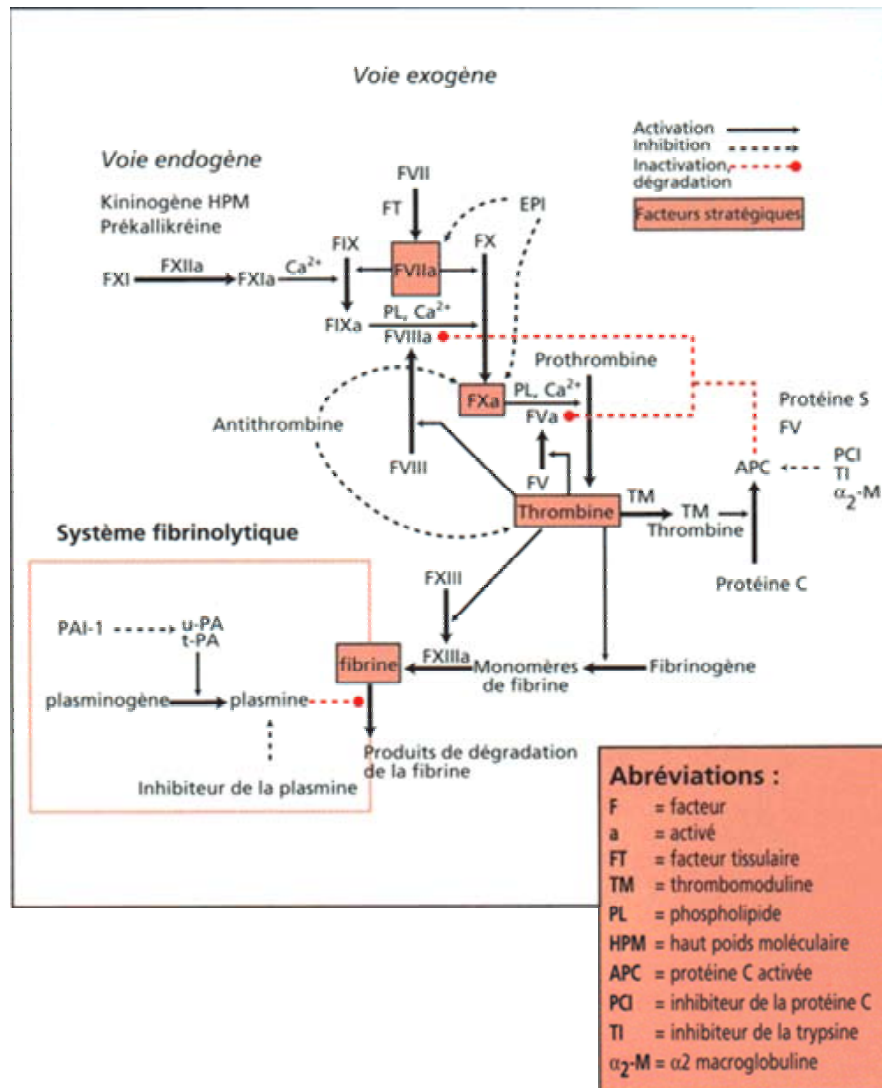 Voie exogène
Activation
Inhibition
Inactivation,
dégradation
Facteurs stratégiques
Voie endogène
Kininogène HPM
Prékallikréine
FVII
FT
EPI
FIX
FVIIa
FX
FXI
FXIIa
FXIa
Ca²⁺
FIXa
PL, Ca²⁺
FVIIIa
Prothrombine
FXa
PL, Ca²⁺
FVa
Protéine S
FV
Antithrombine
FVIII
FV
APC
PCI
TI
α₂-M
Thrombine
TM
TM
Thrombine
Protéine C
Système fibrinolytique
FXIII
PAI-1
u-PA
t-PA
fibrine
FXIIIa
Monomères
de fibrine
Fibrinogène
plasminogène
plasmine
Produits de dégradation
de la fibrine
Inhibiteur de la plasmine
Abréviations :
F = facteur
a = activé
FT = facteur tissulaire
TM = thrombomoduline
PL = phospholipide
HPM = haut poids moléculaire
APC = protéine C activée
PCI = inhibiteur de la protéine C
TI = inhibiteur de la trypsine
α₂-M = α2 macroglobuline